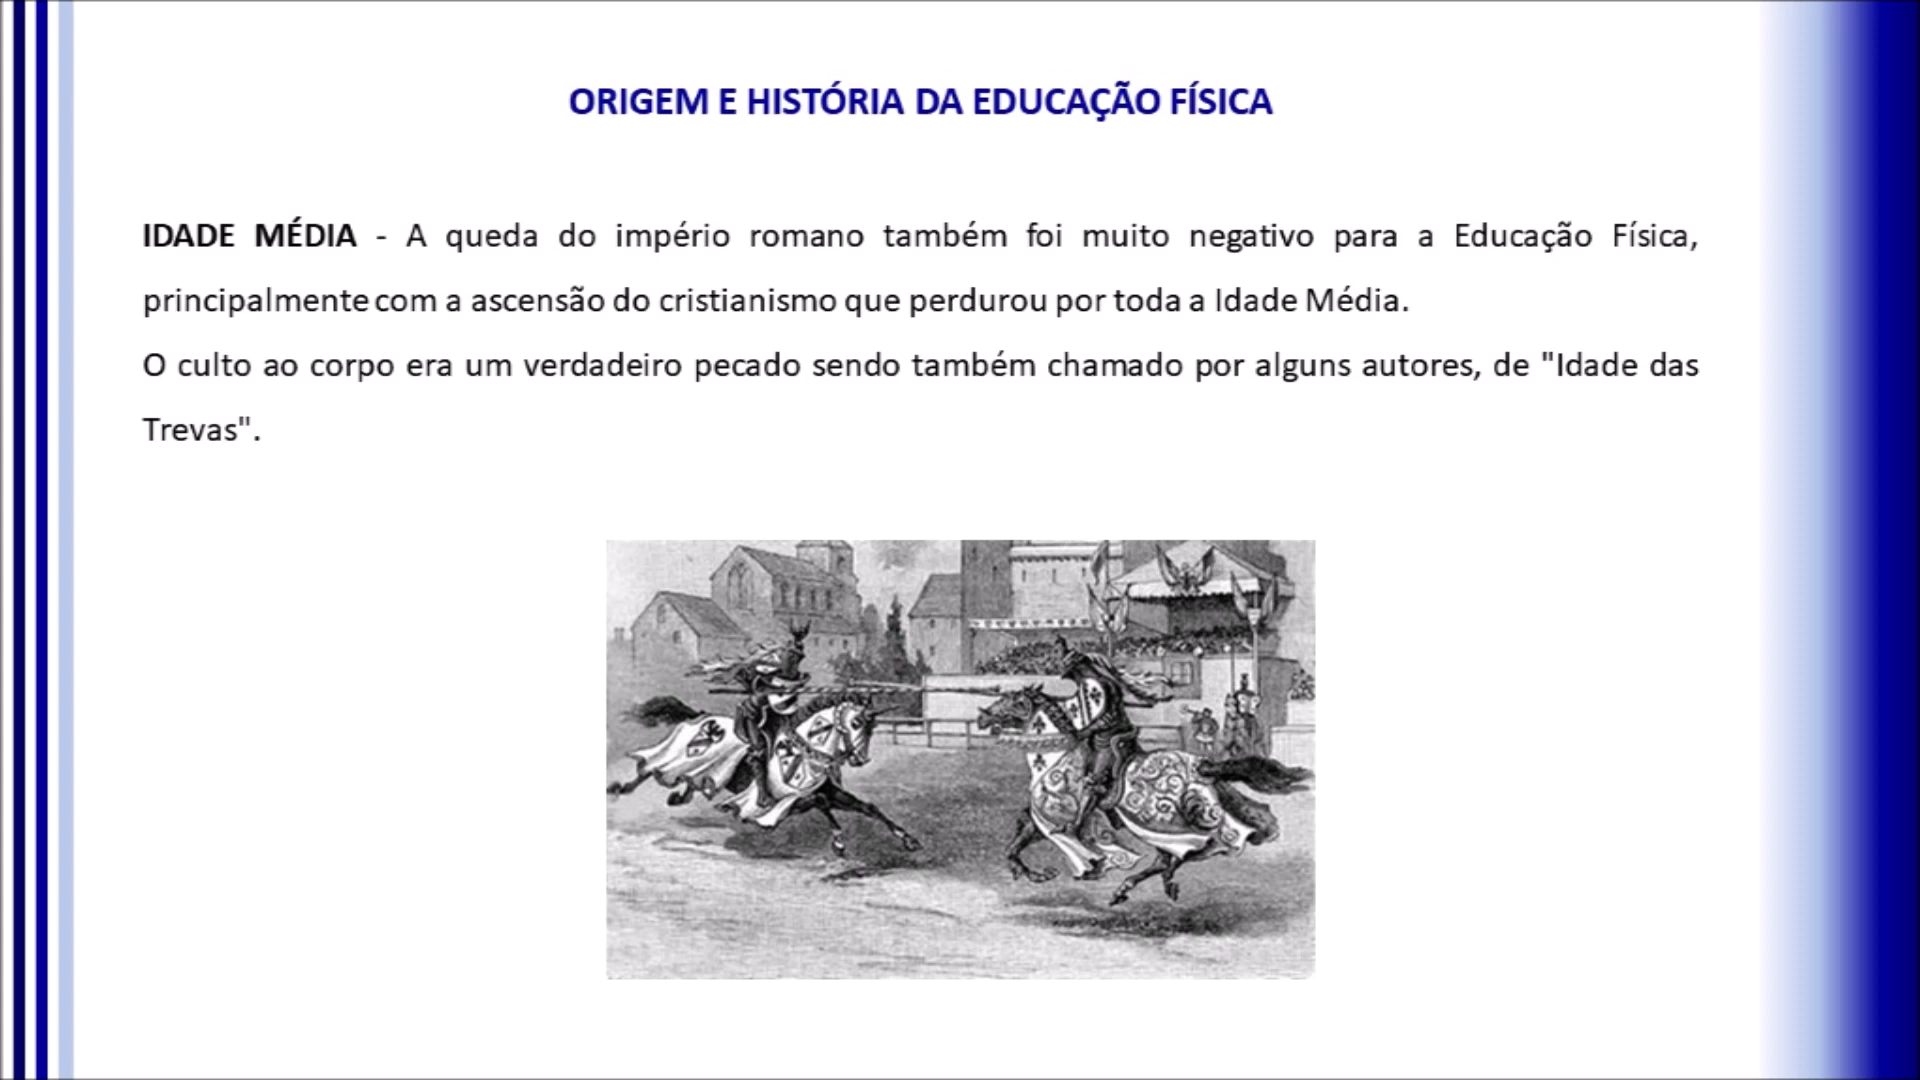 ORIGEM E HISTÓRIA DA EDUCAÇÃO FÍSICA
IDADE MÉDIA - A queda do império romano também foi muito negativo para a Educação Física,
principalmente com a ascensão do cristianismo que perdurou por toda a Idade Média.
O culto ao corpo era um verdadeiro pecado sendo também chamado por alguns autores, de "Idade das
Trevas".